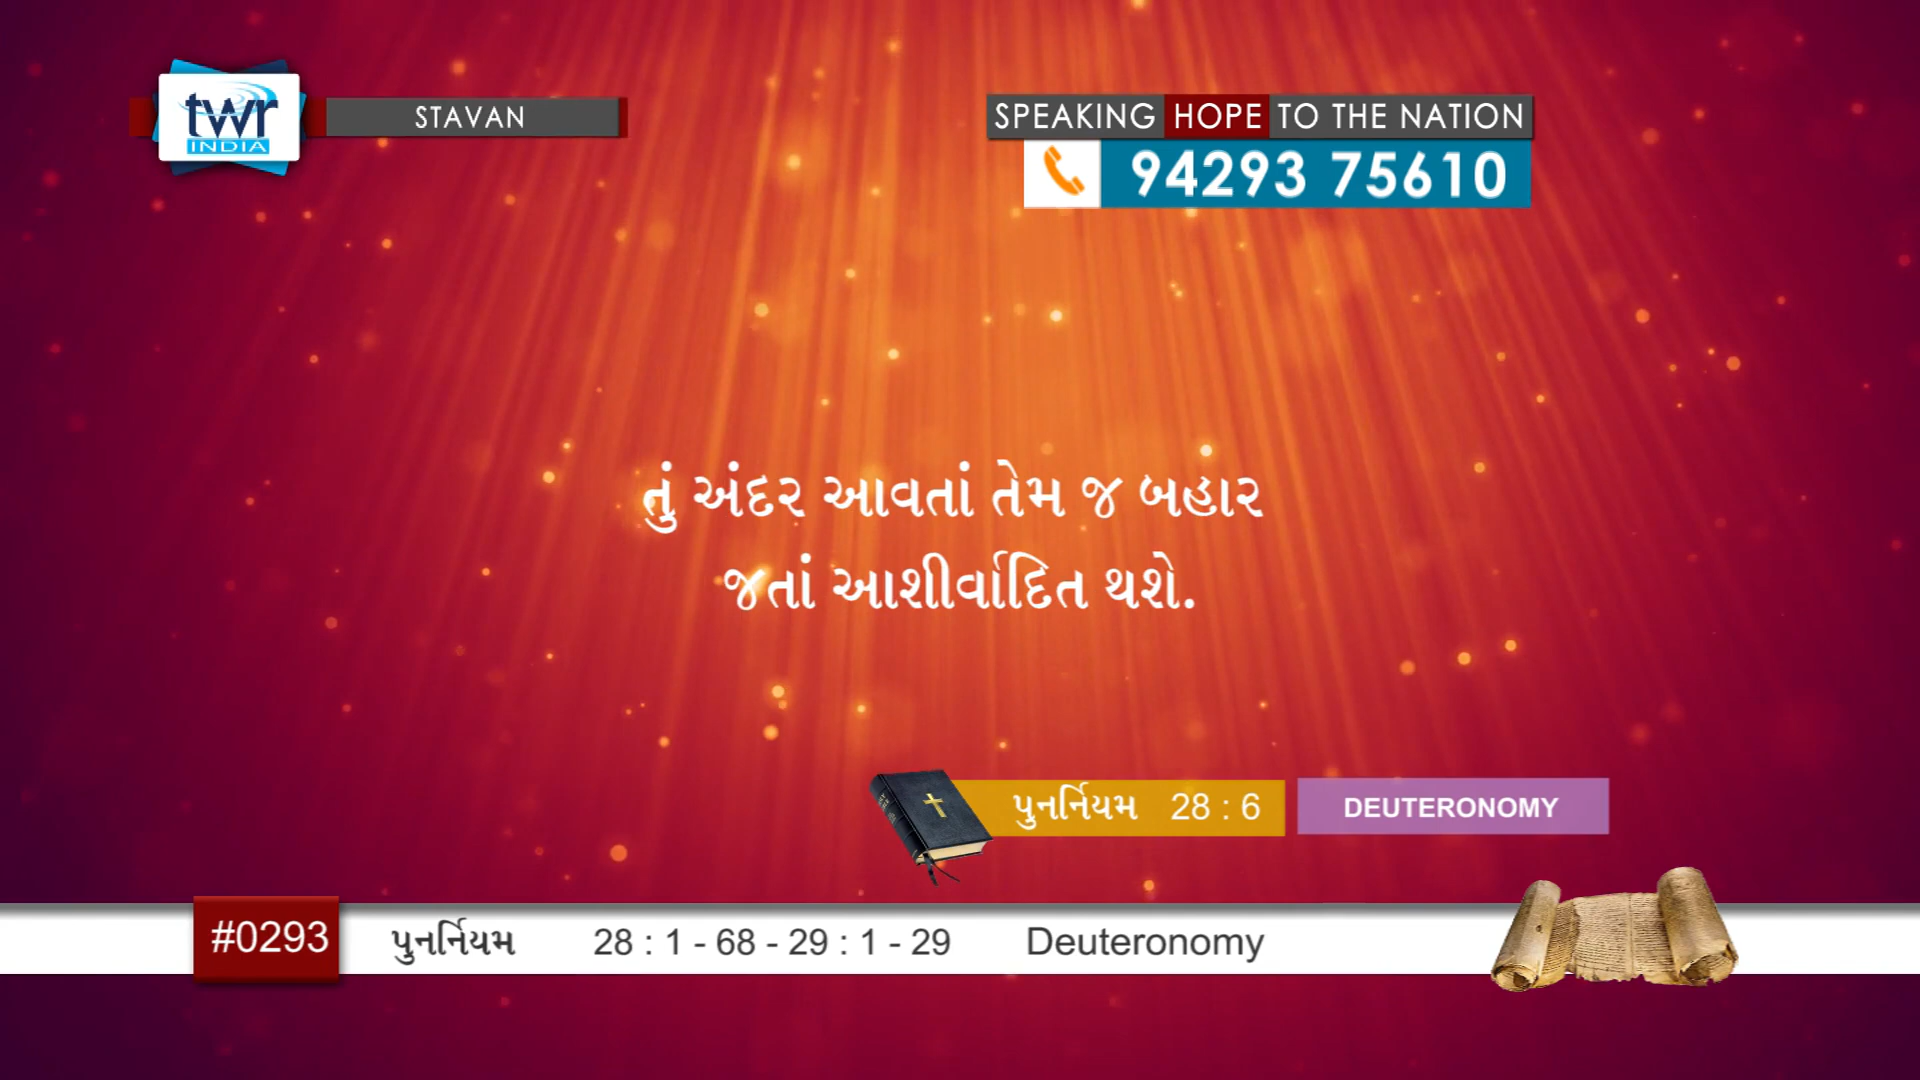 twr
INDIA
STAVAN
SPEAKING HOPE TO THE NATION
94293 75610
તું અંદર આવતાં તેમ જ બહાર
જતાં આશીર્વાદિત થશે.
પુનર્નિયમ 28 : 6
DEUTERONOMY
#0293
પુનર્નિયમ 28 : 1 - 68 - 29 : 1 - 29 Deuteronomy